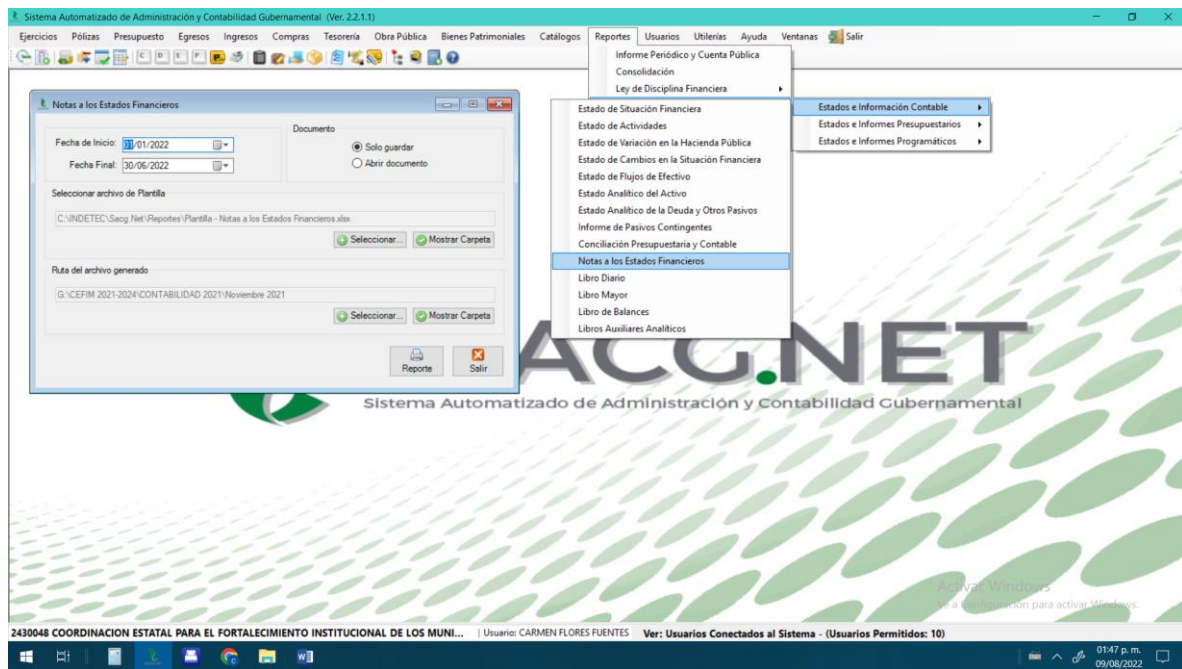 Sistema Automatizado de Administración y Contabilidad Gubernamental (Ver. 2.2.1.1)
Ejercicios Pólizas Presupuesto Egresos Ingresos Compras Tesorería Obra Pública Bienes Patrimoniales Catálogos Reportes Usuarios Utilerías Ayuda Ventanas Salir
Informe Periódico y Cuenta Pública
Consolidación
Ley de Disciplina Financiera
Estados e Información Contable
Estados e Informes Presupuestarios
Estados e Informes Programáticos
Estado de Situación Financiera
Estado de Actividades
Estado de Variación en la Hacienda Pública
Estado de Cambios en la Situación Financiera
Estado de Flujos de Efectivo
Estado Analítico del Activo
Estado Analítico de la Deuda y Otros Pasivos
Informe de Pasivos Contingentes
Conciliación Presupuestaria y Contable
Notas a los Estados Financieros
Libro Diario
Libro Mayor
Libro de Balances
Libros Auxiliares Analíticos
Notas a los Estados Financieros
Fecha de Inicio: 01/01/2022
Fecha Final: 30/06/2022
Documento
Solo guardar
Abrir documento
Seleccionar archivo de Plantilla
C:\INDETEC\Sacg.Net\Reportes\Plantilla - Notas a los Estados Financieros.xlsx
Seleccionar... Mostrar Carpeta
Ruta del archivo generado
G:\CEFIM 2021-2024\CONTABILIDAD 2021\Noviembre 2021
Seleccionar... Mostrar Carpeta
Reporte Salir
ACG.NET
Sistema Automatizado de Administración y Contabilidad Gubernamental
Activar Windows
Ve a Configuración para activar Windows.
2430048 COORDINACION ESTATAL PARA EL FORTALECIMIENTO INSTITUCIONAL DE LOS MUNI... | Usuario: CARMEN FLORES FUENTES Ver: Usuarios Conectados al Sistema - (Usuarios Permitidos: 10)
01:47 p. m.
09/08/2022